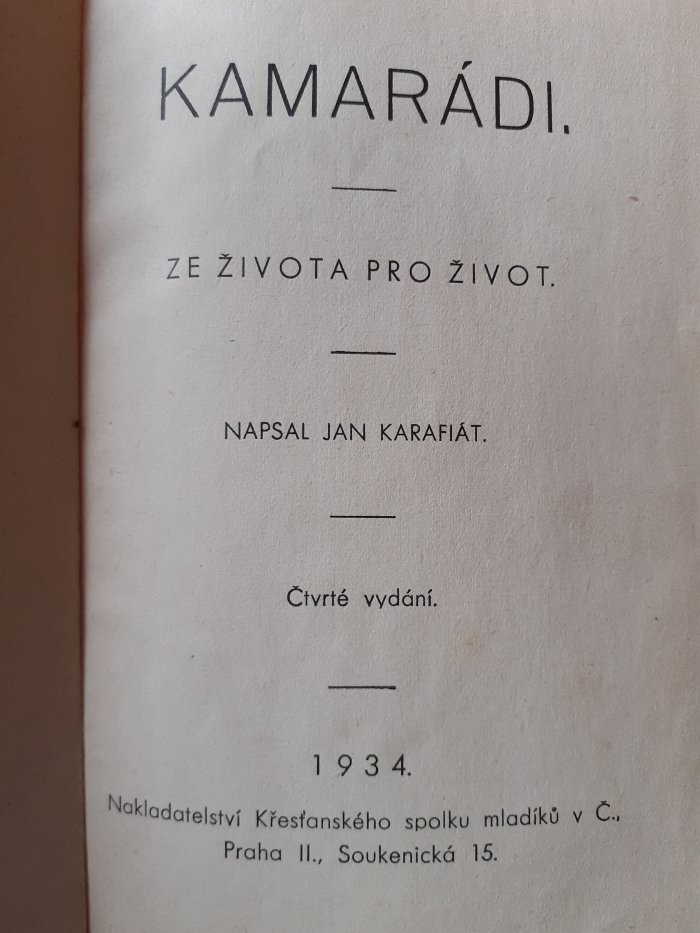 KAMARÁDI.
ZE ŽIVOTA PRO ŽIVOT.
NAPSAL JAN KARAFIÁT.
Čtvrté vydání.
1934.
Nakladatelství Křesťanského spolku mladíků v Č.,
Praha II., Soukenická 15.